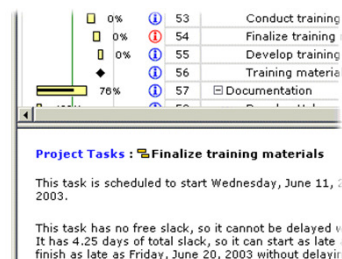 0% 53 Conduct training
0% 54 Finalize training
0% 55 Develop training
56 Training materia
76% 57 Documentation
Project Tasks : Finalize training materials
This task is scheduled to start Wednesday, June 11,
2003.
This task has no free slack, so it cannot be delayed
It has 4.25 days of total slack, so it can start as late
finish as late as Friday, June 20, 2003 without delayin